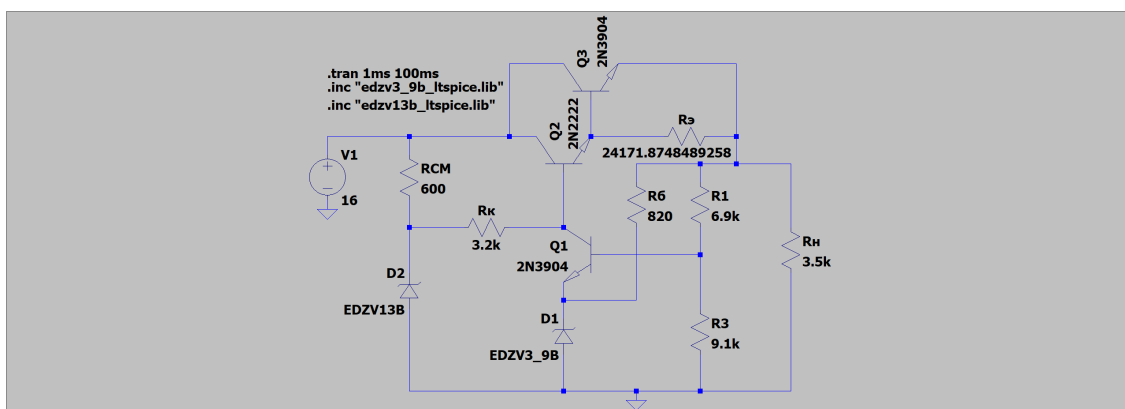 Q3
2N3904
.tran 1ms 100ms
.inc "edzv3_9b_ltspice.lib"
.inc "edzv13b_ltspice.lib"
Q2
2N2222
Rэ
24171.8748489258
V1
16
RCM
600
Rб
820
R1
6.9k
Rк
3.2k
Q1
2N3904
Rн
3.5k
D2
EDZV13B
D1
EDZV3_9B
R3
9.1k